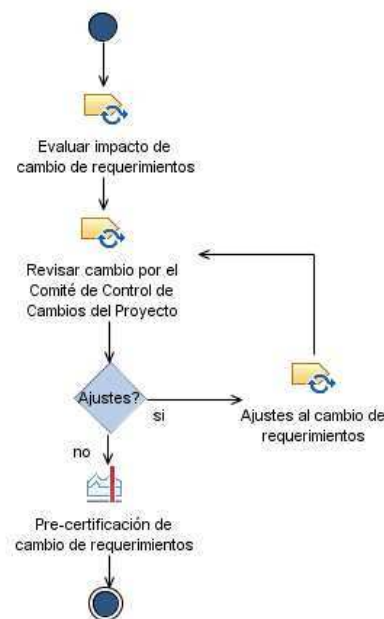 Evaluar impacto de
cambio de requerimientos
Revisar cambio por el
Comité de Control de
Cambios del Proyecto
Ajustes?
si
Ajustes al cambio de
requerimientos
no
Pre-certificación de
cambio de requerimientos